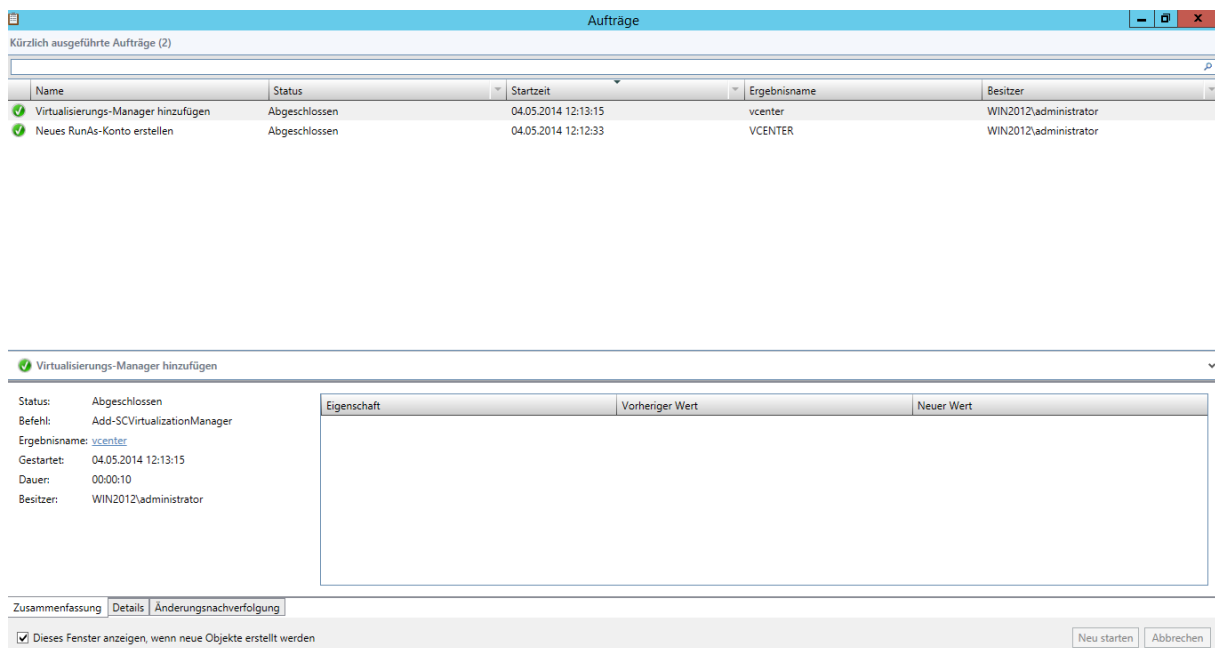 Aufträge
Kürzlich ausgeführte Aufträge (2)
Name Status Startzeit Ergebnisname Besitzer
Virtualisierungs-Manager hinzufügen Abgeschlossen 04.05.2014 12:13:15 vcenter WIN2012\administrator
Neues RunAs-Konto erstellen Abgeschlossen 04.05.2014 12:12:33 VCENTER WIN2012\administrator
Virtualisierungs-Manager hinzufügen
Status: Abgeschlossen
Befehl: Add-SCVirtualizationManager
Ergebnisname: vcenter
Gestartet: 04.05.2014 12:13:15
Dauer: 00:00:10
Besitzer: WIN2012\administrator
Eigenschaft Vorheriger Wert Neuer Wert
Zusammenfassung Details Änderungsnachverfolgung
Dieses Fenster anzeigen, wenn neue Objekte erstellt werden
Neu starten Abbrechen